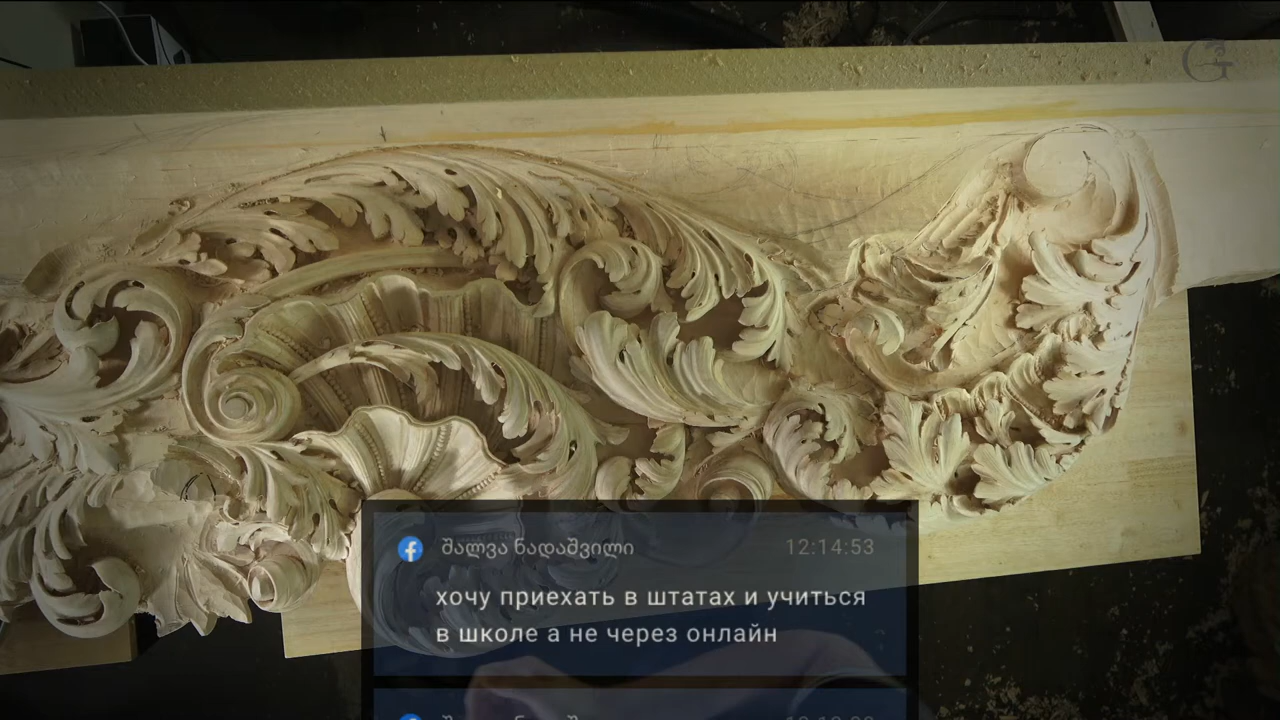 შალვა ნადაშვილი 12:14:53
хочу приехать в штатах и учиться
в школе а не через онлайн